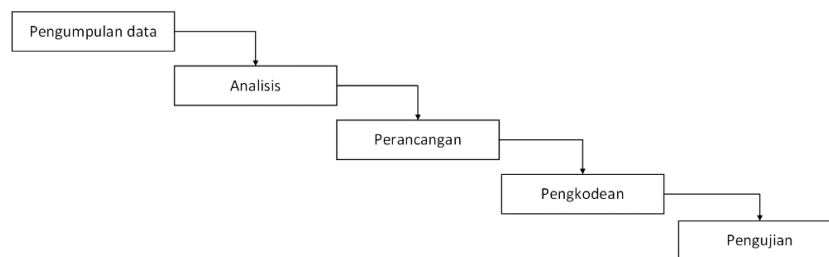 Pengumpulan data
Analisis
Perancangan
Pengkodean
Pengujian